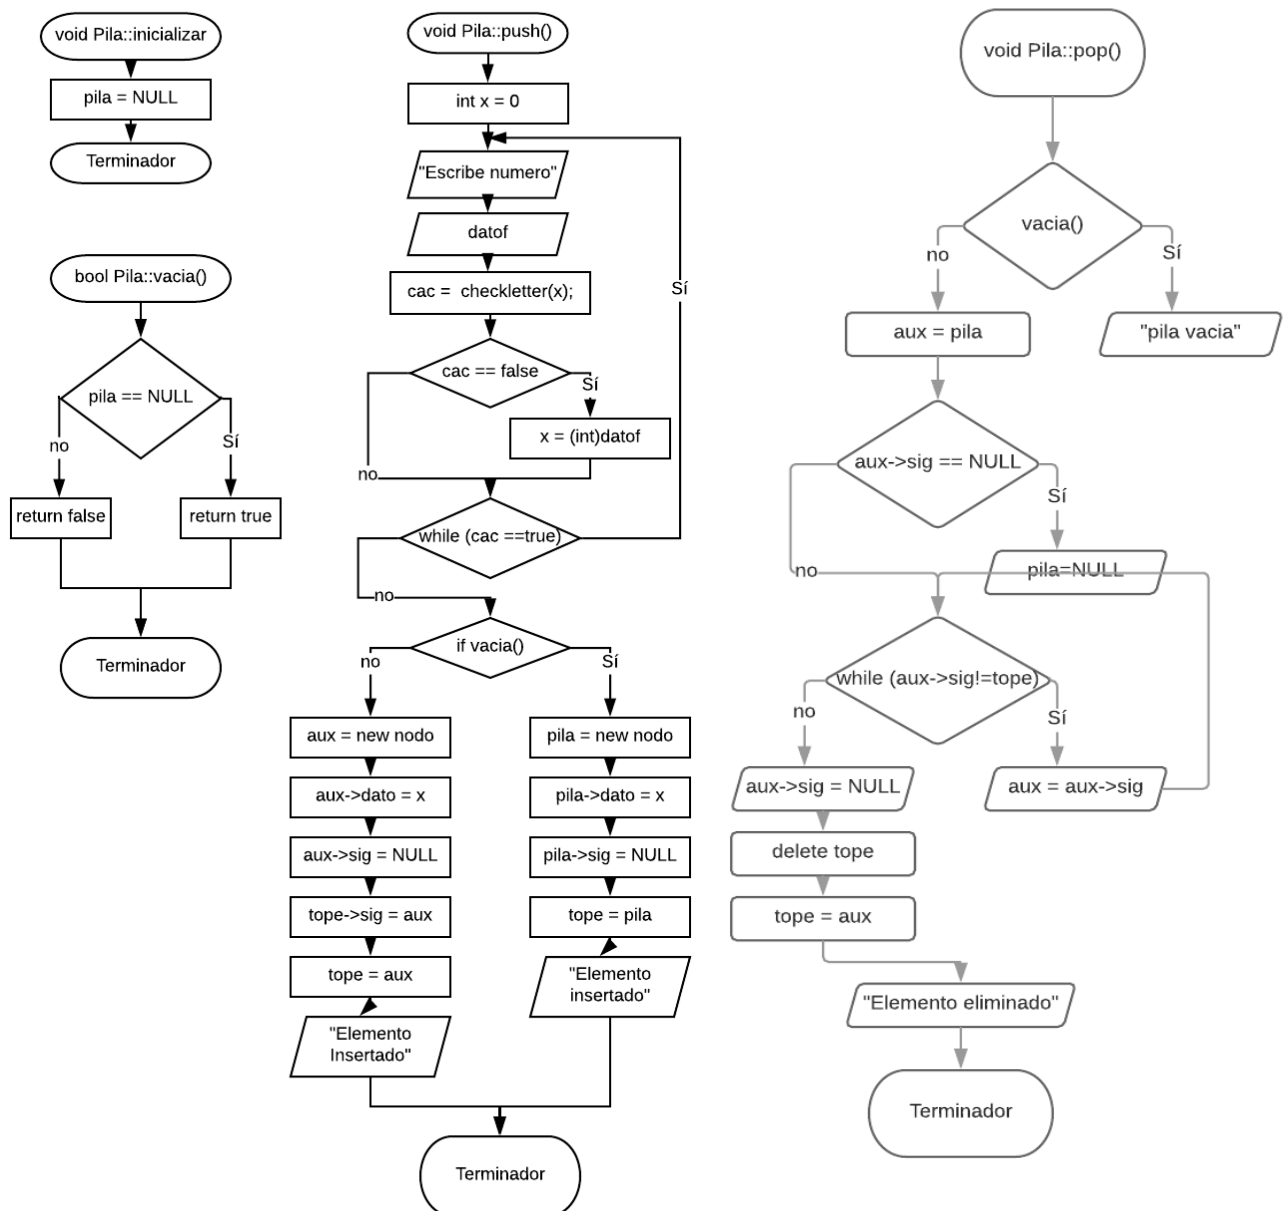 void Pila::inicializar
pila = NULL
Terminador
bool Pila::vacia()
pila == NULL
no
Sí
return false
return true
Terminador
void Pila::push()
int x = 0
"Escribe numero"
datof
cac =  checkletter(x);
cac == false
Sí
x = (int)datof
no
while (cac ==true)
Sí
no
if vacia()
no
Sí
aux = new nodo
aux->dato = x
aux->sig = NULL
tope->sig = aux
tope = aux
"Elemento
Insertado"
pila = new nodo
pila->dato = x
pila->sig = NULL
tope = pila
"Elemento
insertado"
Terminador
void Pila::pop()
vacia()
no
Sí
"pila vacia"
aux = pila
aux->sig == NULL
Sí
no
pila=NULL
while (aux->sig!=tope)
no
Sí
aux = aux->sig
aux->sig = NULL
delete tope
tope = aux
"Elemento eliminado"
Terminador